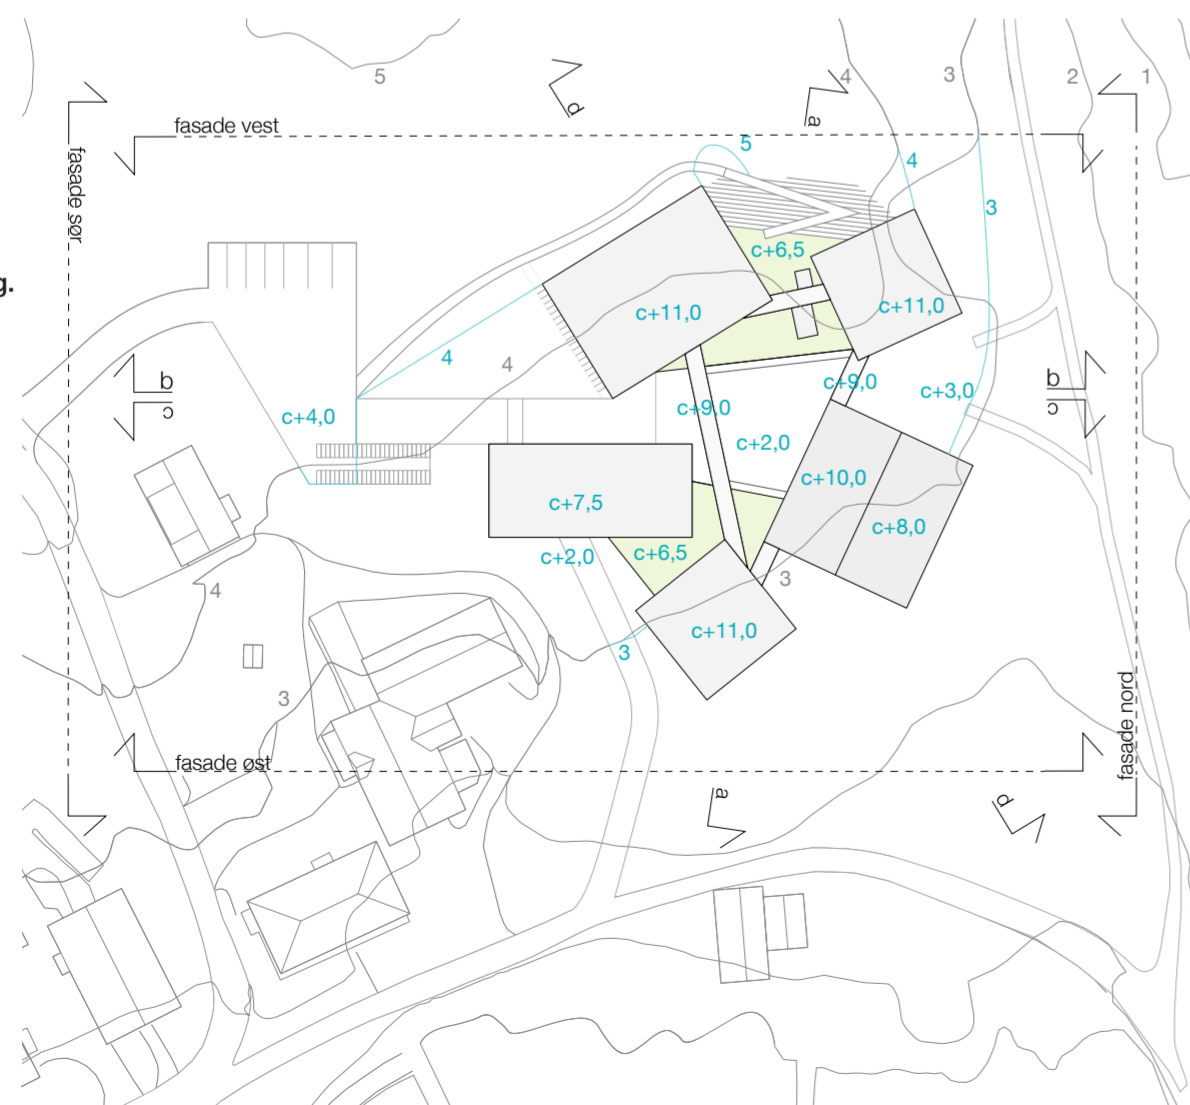 5
4
3
2
1
d
a
fasade vest
5
4
fasade sør
3
c+6,5
g.
c+11,0
c+11,0
4
4
b
c
c+9,0
c+3,0
b
c
c+4,0
c+9,0
c+2,0
c+10,0
c+7,5
c+8,0
c+2,0
c+6,5
3
4
c+11,0
3
3
fasade nord
fasade øst
a
d